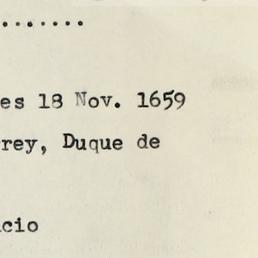 ........
es 18 Nov. 1659
rey, Duque de
cio